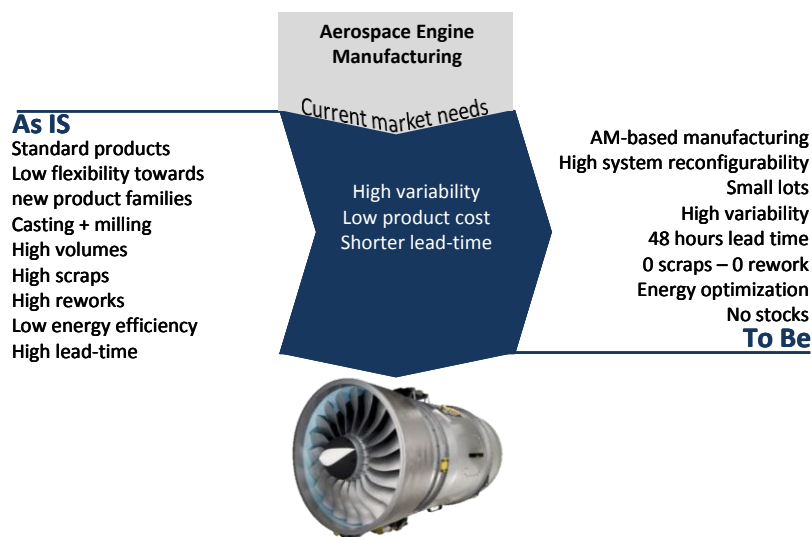 Aerospace Engine
Manufacturing
Current market needs
As IS
Standard products
Low flexibility towards
new product families
Casting + milling
High volumes
High scraps
High reworks
Low energy efficiency
High lead-time
High variability
Low product cost
Shorter lead-time
AM-based manufacturing
High system reconfigurability
Small lots
High variability
48 hours lead time
0 scraps – 0 rework
Energy optimization
No stocks
To Be